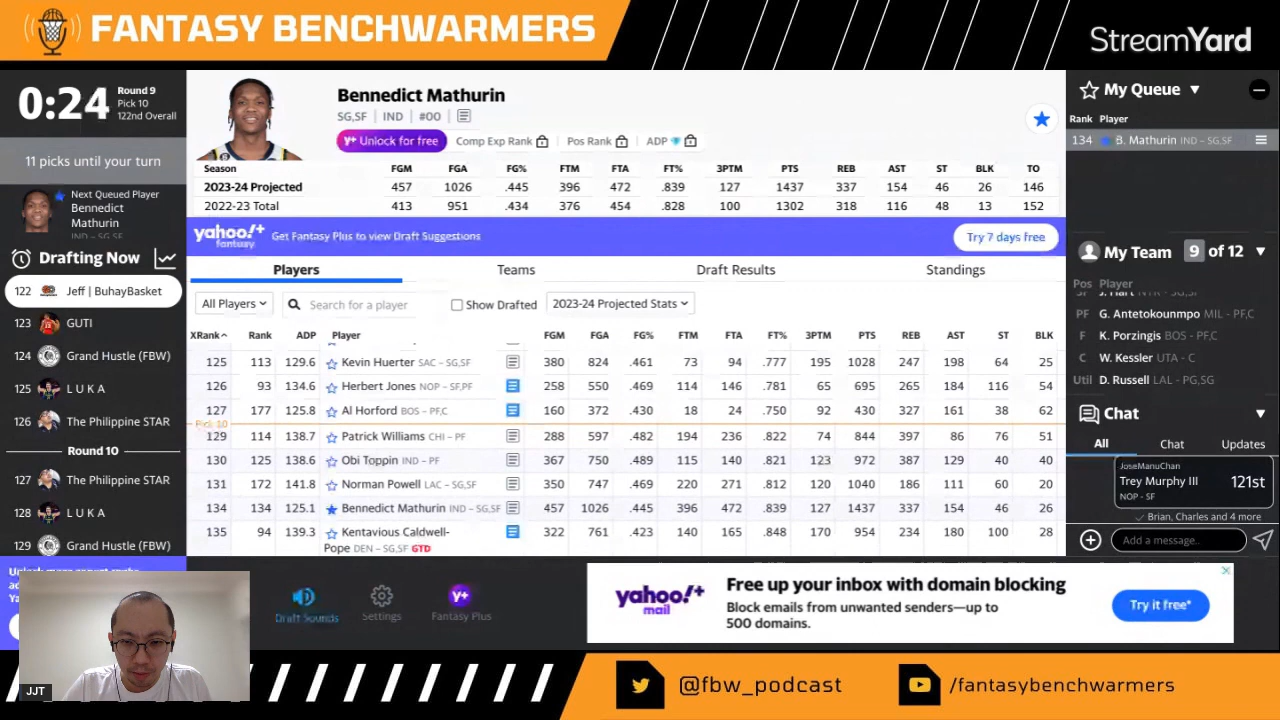 FANTASY BENCHWARMERS
StreamYard
0:24
Round 9
Pick 10
122nd Overall
11 picks until your turn
Next Queued Player
Bennedict
Mathurin
IND - SG,SF
Drafting Now
122 Jeff | BuhayBasket
123 GUTI
124 Grand Hustle (FBW)
125 L U K A
126 The Philippine STAR
Round 10
127 The Philippine STAR
128 L U K A
129 Grand Hustle (FBW)
JJT
Bennedict Mathurin
SG,SF | IND | #00
Y+ Unlock for free Comp Exp Rank Pos Rank ADP
Season FGM FGA FG% FTM FTA FT% 3PTM PTS REB AST ST BLK TO
2023-24 Projected 457 1026 .445 396 472 .839 127 1437 337 154 46 26 146
2022-23 Total 413 951 .434 376 454 .828 100 1302 318 116 48 13 152
yahoo!+ fantasy Get Fantasy Plus to view Draft Suggestions Try 7 days free
Players Teams Draft Results Standings
All Players Search for a player Show Drafted 2023-24 Projected Stats
XRank Rank ADP Player FGM FGA FG% FTM FTA FT% 3PTM PTS REB AST ST BLK
125 113 129.6 Kevin Huerter SAC - SG,SF 380 824 .461 73 94 .777 195 1028 247 198 64 25
126 93 134.6 Herbert Jones NOP - SF,PF 258 550 .469 114 146 .781 65 695 265 184 116 54
127 177 125.8 Al Horford BOS - PF,C 160 372 .430 18 24 .750 92 430 327 161 38 62
Pick 10
129 114 138.7 Patrick Williams CHI - PF 288 597 .482 194 236 .822 74 844 397 86 76 51
130 125 138.6 Obi Toppin IND - PF 367 750 .489 115 140 .821 123 972 387 129 40 40
131 172 141.8 Norman Powell LAC - SG,SF 350 747 .469 220 271 .812 120 1040 186 111 60 20
134 134 125.1 Bennedict Mathurin IND - SG,SF 457 1026 .445 396 472 .839 127 1437 337 154 46 26
135 94 139.3 Kentavious Caldwell-Pope DEN - SG,SF GTD 322 761 .423 140 165 .848 170 954 234 180 100 28
Draft Sounds Settings Fantasy Plus
yahoo!+ mail
Free up your inbox with domain blocking
Block emails from unwanted senders—up to
500 domains.
Try it free*
My Queue
Rank Player
134 B. Mathurin IND - SG,SF
My Team 9 of 12
Pos Player
SF J. Hart NYK - SG,SF
PF G. Antetokounmpo MIL - PF,C
F K. Porzingis BOS - PF,C
C W. Kessler UTA - C
Util D. Russell LAL - PG,SG
Chat
All Chat Updates
JoseManuChan
Trey Murphy III 121st
NOP - SF
Brian, Charles and 4 more
Add a message..
@fbw_podcast
/fantasybenchwarmers